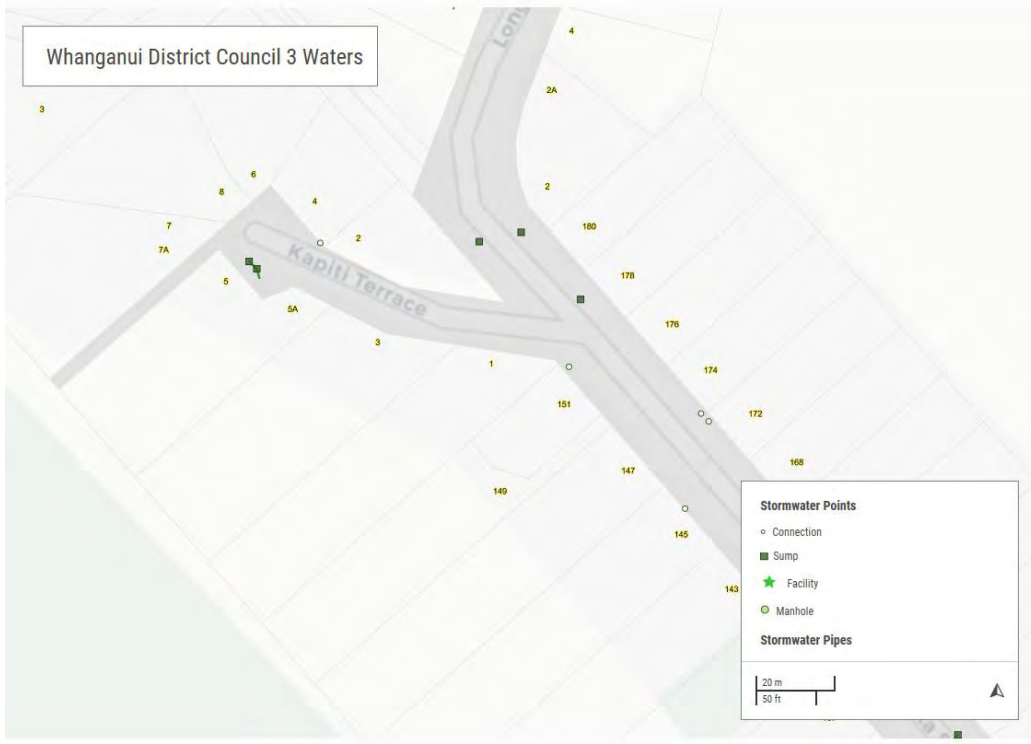 Whanganui District Council 3 Waters
Long
4
2A
3
6
8
4
2
180
7
7A
2
5
5A
178
Kapiti Terrace
3
176
1
174
151
172
147
168
149
145
143
Stormwater Points
Connection
Sump
Facility
Manhole
Stormwater Pipes
20 m
50 ft